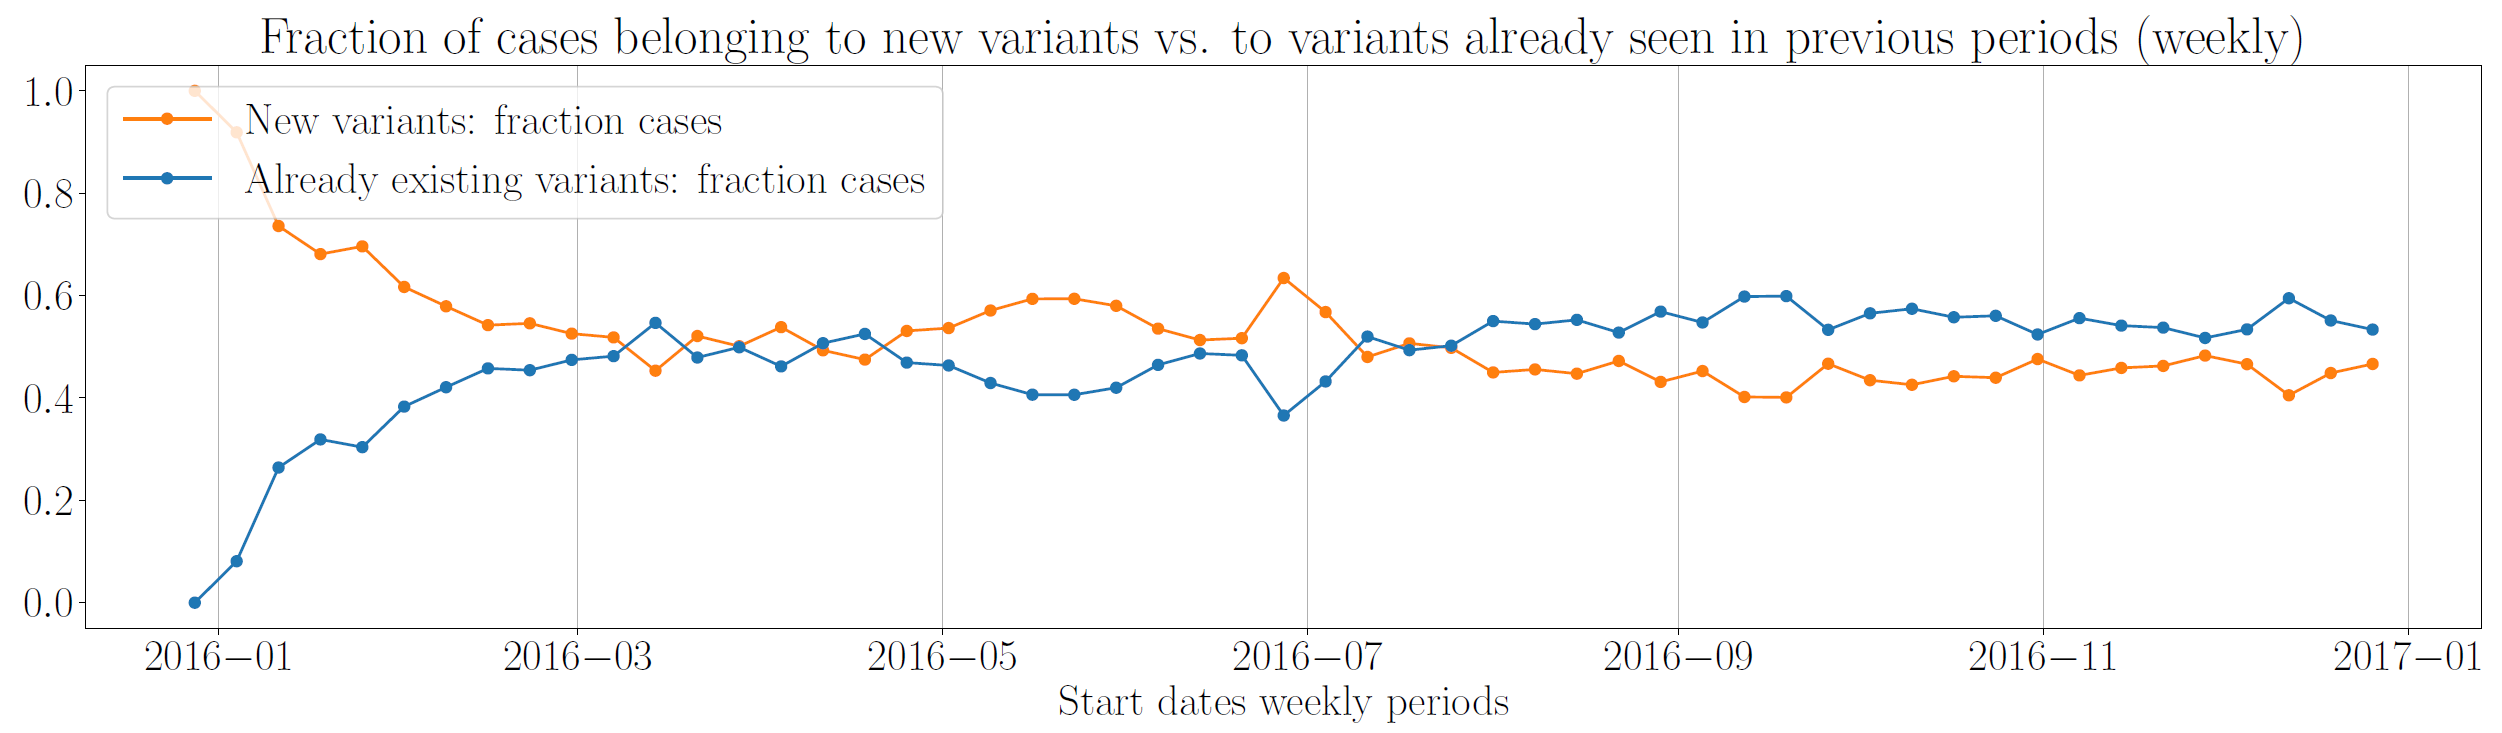 Fraction of cases belonging to new variants vs. to variants already seen in previous periods (weekly)
1.0
0.8
0.6
0.4
0.2
0.0
New variants: fraction cases
Already existing variants: fraction cases
2016−01 2016−03 2016−05 2016−07 2016−09 2016−11 2017−01
Start dates weekly periods